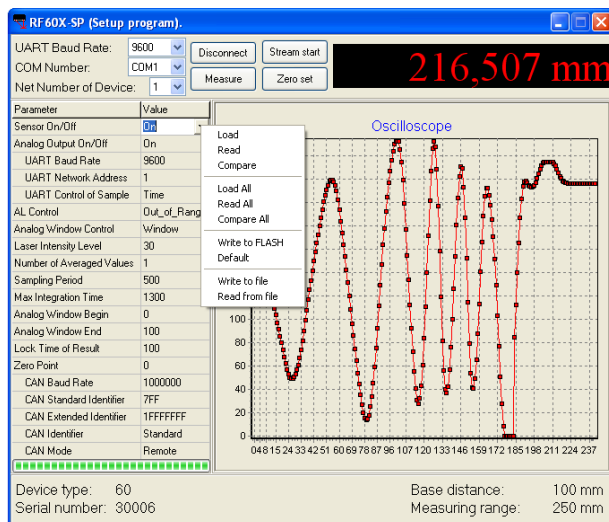 RF60X-SP (Setup program).
UART Baud Rate: 9600
COM Number: COM1
Net Number of Device: 1
Disconnect Stream start
Measure Zero set
216,507 mm
Parameter Value
Sensor On/Off On
Analog Output On/Off On
UART Baud Rate 9600
UART Network Address 1
UART Control of Sample Time
AL Control Out_of_Rang
Analog Window Control Window
Laser Intensity Level 30
Number of Averaged Values 1
Sampling Period 500
Max Integration Time 1300
Analog Window Begin 0
Analog Window End 100
Lock Time of Result 100
Zero Point 0
CAN Baud Rate 1000000
CAN Standard Identifier 7FF
CAN Extended Identifier 1FFFFFFF
CAN Identifier Standard
CAN Mode Remote
Load
Read
Compare
Load All
Read All
Compare All
Write to FLASH
Default
Write to file
Read from file
Oscilloscope
100
80
60
40
20
0
0 4 8 15 24 33 42 51 60 69 78 87 96 107 120 133 146 159 172 185 198 211 224 237
Device type: 60
Serial number: 30006
Base distance: 100 mm
Measuring range: 250 mm